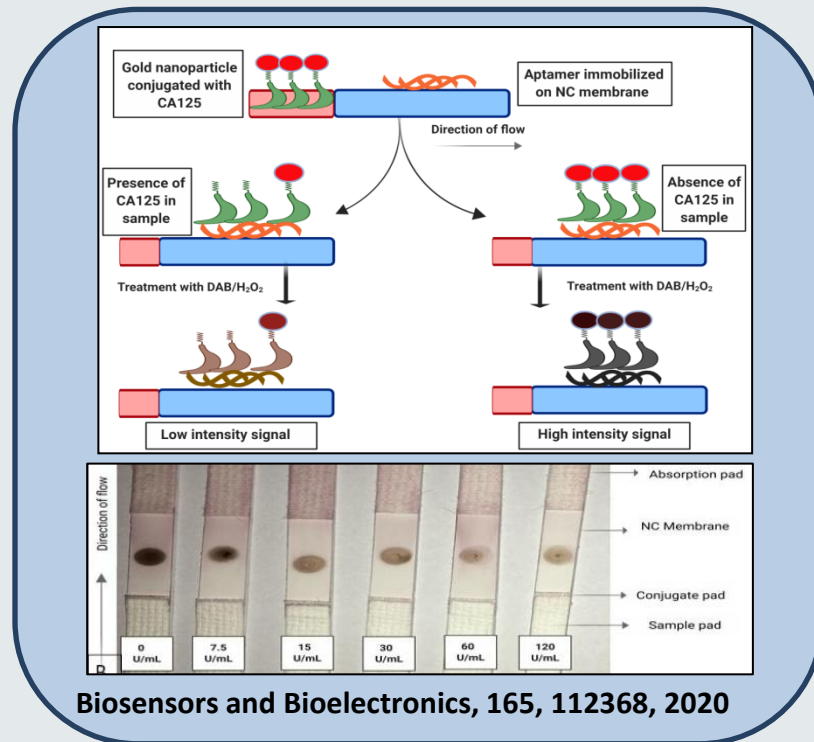 Gold nanoparticle
conjugated with
CA125
Aptamer immobilized
on NC membrane
Direction of flow
Presence of
CA125 in
sample
Absence of
CA125 in
sample
Treatment with DAB/H₂O₂
Treatment with DAB/H₂O₂
Low intensity signal
High intensity signal
Direction of flow
Absorption pad
NC Membrane
Conjugate pad
Sample pad
0
U/mL
7.5
U/mL
15
U/mL
30
U/mL
60
U/mL
120
U/mL
Biosensors and Bioelectronics, 165, 112368, 2020